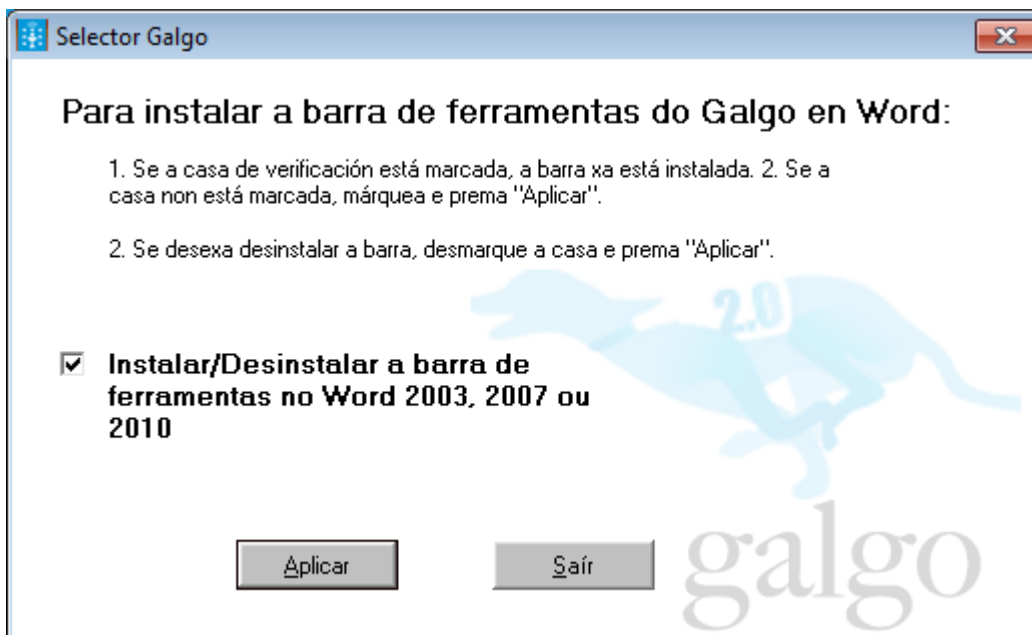 Selector Galgo
Para instalar a barra de ferramentas do Galgo en Word:
1. Se a casa de verificación está marcada, a barra xa está instalada. 2. Se a
casa non está marcada, márquea e prema "Aplicar".
2. Se desexa desinstalar a barra, desmarque a casa e prema "Aplicar".
2.0
Instalar/Desinstalar a barra de
ferramentas no Word 2003, 2007 ou
2010
Aplicar
Saír
galgo